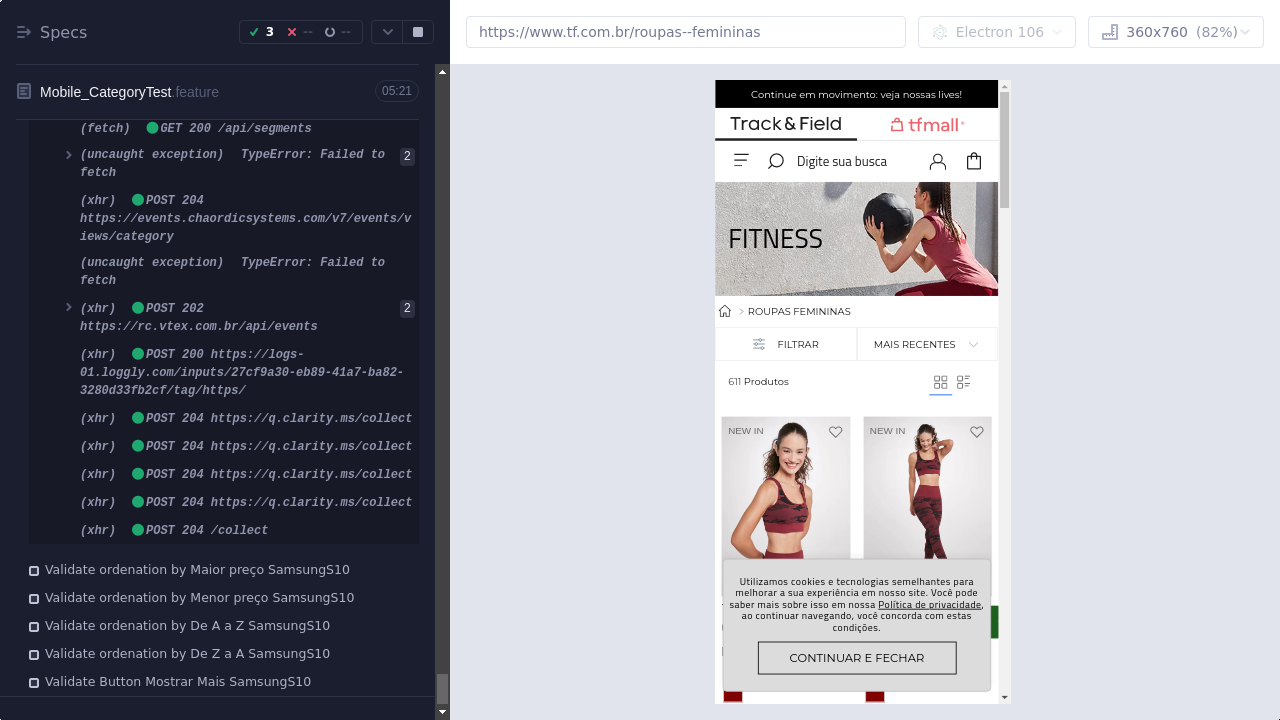 Specs
3
--
--
Mobile_CategoryTest.feature
05:21
(fetch) GET 200 /api/segments
(uncaught exception) TypeError: Failed to
fetch
2
(xhr) POST 204
https://events.chaordicsystems.com/v7/events/v
iews/category
(uncaught exception) TypeError: Failed to
fetch
(xhr) POST 202
https://rc.vtex.com.br/api/events
2
(xhr) POST 200 https://logs-
01.loggly.com/inputs/27cf9a30-eb89-41a7-ba82-
3280d33fb2cf/tag/https/
(xhr) POST 204 https://q.clarity.ms/collect
(xhr) POST 204 https://q.clarity.ms/collect
(xhr) POST 204 https://q.clarity.ms/collect
(xhr) POST 204 https://q.clarity.ms/collect
(xhr) POST 204 /collect
Validate ordenation by Maior preço SamsungS10
Validate ordenation by Menor preço SamsungS10
Validate ordenation by De A a Z SamsungS10
Validate ordenation by De Z a A SamsungS10
Validate Button Mostrar Mais SamsungS10
https://www.tf.com.br/roupas--femininas
Electron 106
360x760 (82%)
Continue em movimento: veja nossas lives!
Track&Field
tfmall
Digite sua busca
FITNESS
ROUPAS FEMININAS
FILTRAR
MAIS RECENTES
611 Produtos
NEW IN
NEW IN
Utilizamos cookies e tecnologias semelhantes para
melhorar a sua experiência em nosso site. Você pode
saber mais sobre isso em nossa Política de privacidade,
ao continuar navegando, você concorda com estas
condições.
CONTINUAR E FECHAR